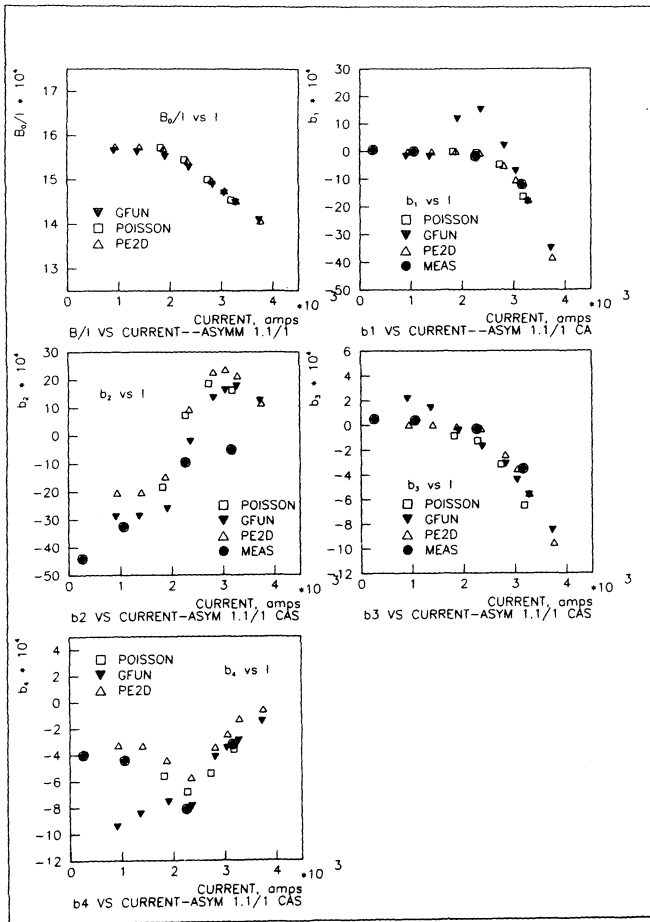 B₀/I * 10⁴
17
16
15
14
13
B₀/I vs I
GFUN
POISSON
PE2D
0 1 2 3 4
*10 3
CURRENT, amps
B/I VS CURRENT--ASYMM 1.1/1
b₁ * 10⁴
30
20
10
0
-10
-20
-30
-40
-50
b₁ vs I
POISSON
GFUN
PE2D
MEAS
0 1 2 3 4
*10 3
CURRENT, amps
b1 VS CURRENT--ASYM 1.1/1 CA
b₂ * 10⁴
30
20
10
0
-10
-20
-30
-40
-50
b₂ vs I
POISSON
GFUN
PE2D
MEAS
0 1 2 3 4
*10 3
CURRENT, amps
b2 VS CURRENT-ASYM 1.1/1 CAS
b₃ * 10⁴
6
4
2
0
-2
-4
-6
-8
-10
-12
b₃ vs I
POISSON
GFUN
PE2D
MEAS
0 1 2 3 4
*10 3
CURRENT, amps
b3 VS CURRENT-ASYM 1.1/1 CAS
b₄ * 10⁴
4
2
0
-2
-4
-6
-8
-10
-12
POISSON
GFUN
PE2D
b₄ vs I
0 1 2 3 4
*10 3
CURRENT, amps
b4 VS CURRENT-ASYM 1.1/1 CAS